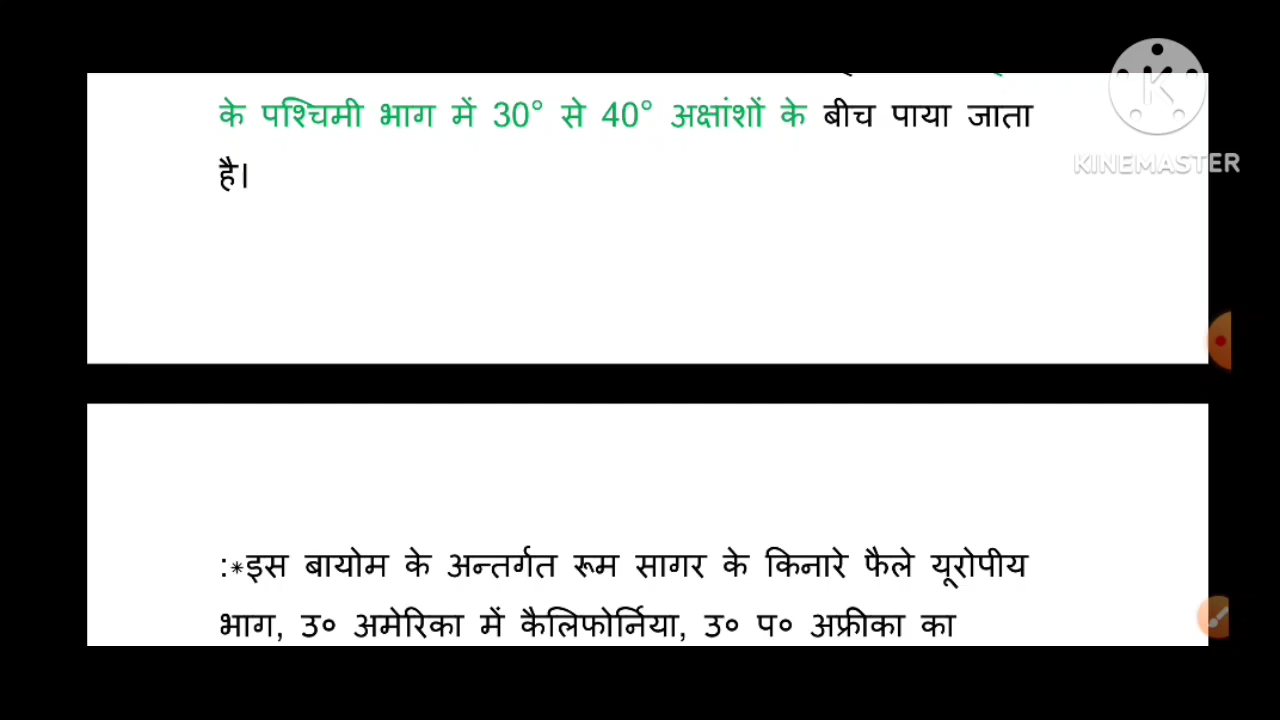 के पश्चिमी भाग में 30° से 40° अक्षांशों के बीच पाया जाता
है।
KINEMASTER
:*इस बायोम के अन्तर्गत रूम सागर के किनारे फैले यूरोपीय
भाग, उ० अमेरिका में कैलिफोर्निया, उ० प० अफ्रीका का